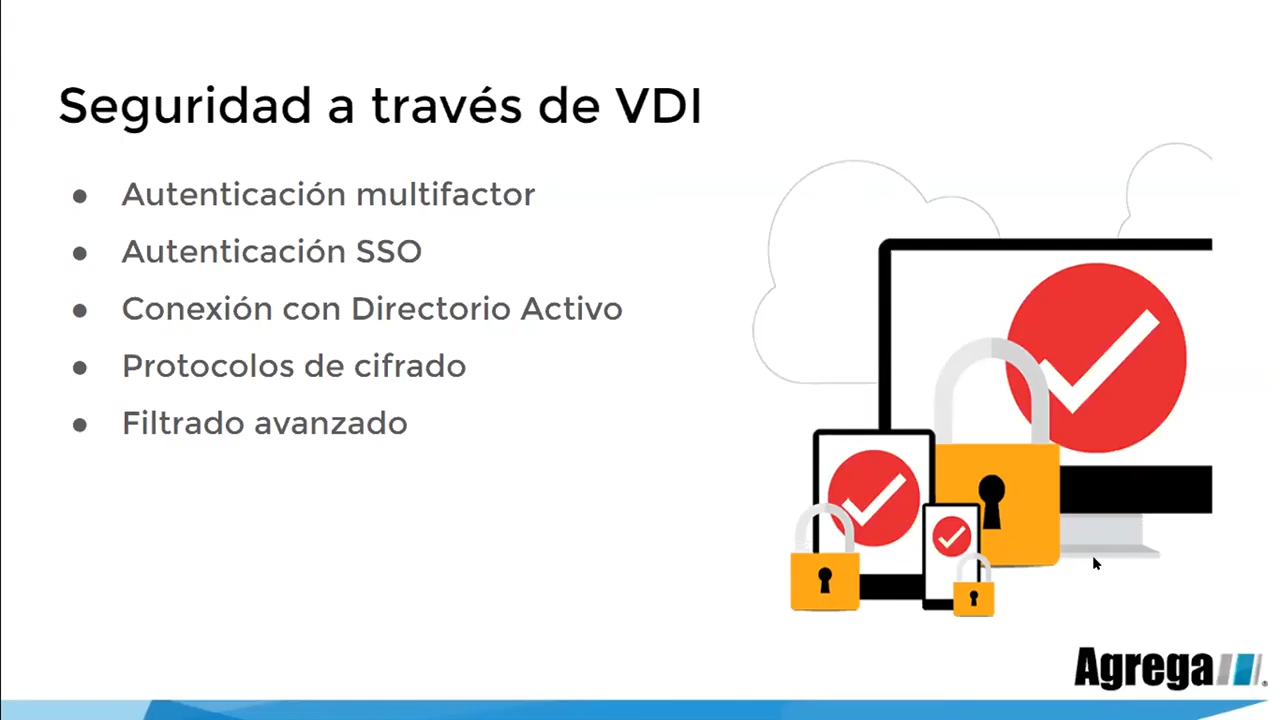 Seguridad a través de VDI
● Autenticación multifactor
● Autenticación SSO
● Conexión con Directorio Activo
● Protocolos de cifrado
● Filtrado avanzado
Agrega